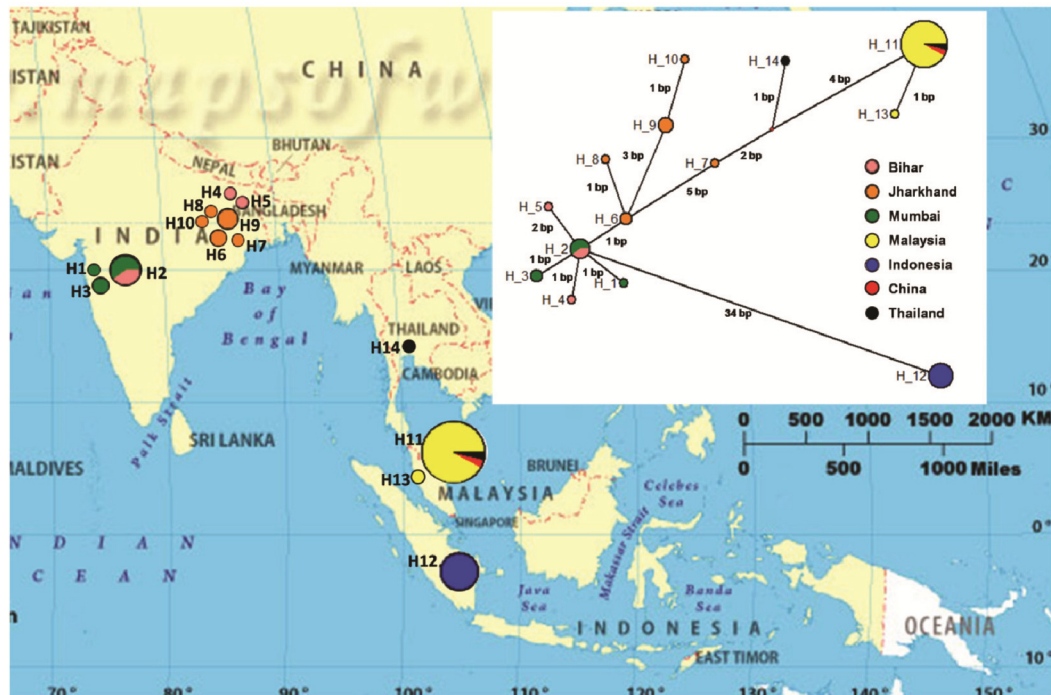 TAJIKISTAN
ISTAN
CHINA
mapsofw
KISTAN
NEPAL
BHUTAN
H4
H5
H8
BANGLADESH
H10
H9
INDIA
H6
H7
H1
H2
H3
MYANMAR
LAOS
VI
Bay
of
Bengal
THAILAND
H14
CAMBODIA
Palk Strait
SRI LANKA
MALDIVES
H11
H13
MALAYSIA
BRUNEI
SINGAPORE
Celebes
Sea
Makassar Strait
H12
INDIAN
OCEAN
Java
Sea
Banda
Sea
INDONESIA
EAST TIMOR
OCEANIA
H_10
H_14
H_11
4 bp
1 bp
1 bp
1 bp
H_13
H_9
2 bp
H_8
3 bp
H_7
1 bp
5 bp
H_5
H_6
2 bp
1 bp
H_2
H_3
1 bp
1 bp
H_1
1 bp
H_4
34 bp
H_12
Bihar
Jharkhand
Mumbai
Malaysia
Indonesia
China
Thailand
30
20
10
0°
10°
0 500 1000 1500 2000 KM
0 500 1000 Miles
70° 80° 90° 100° 110° 120° 130° 140° 150°